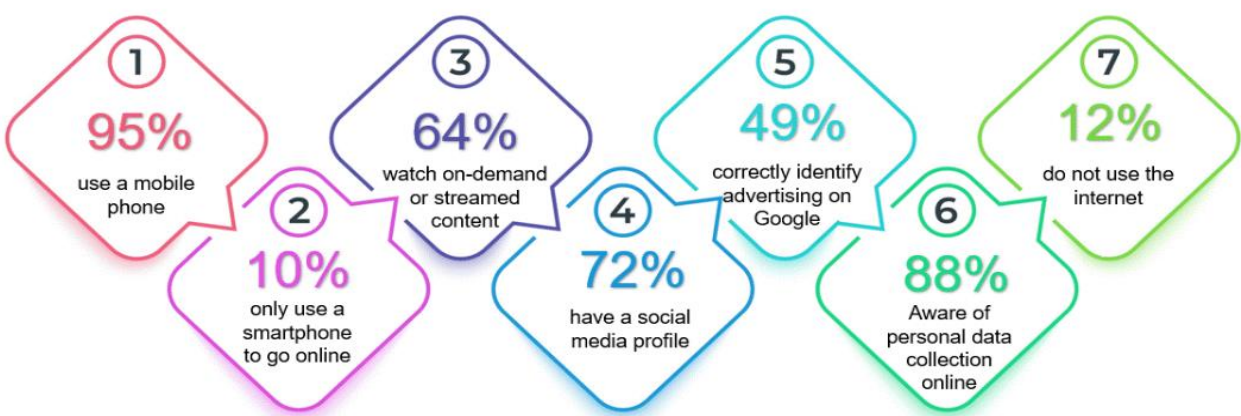 1
95%
use a mobile
phone
2
10%
only use a
smartphone
to go online
3
64%
watch on-demand
or streamed
content
4
72%
have a social
media profile
5
49%
correctly identify
advertising on
Google
6
88%
Aware of
personal data
collection
online
7
12%
do not use the
internet